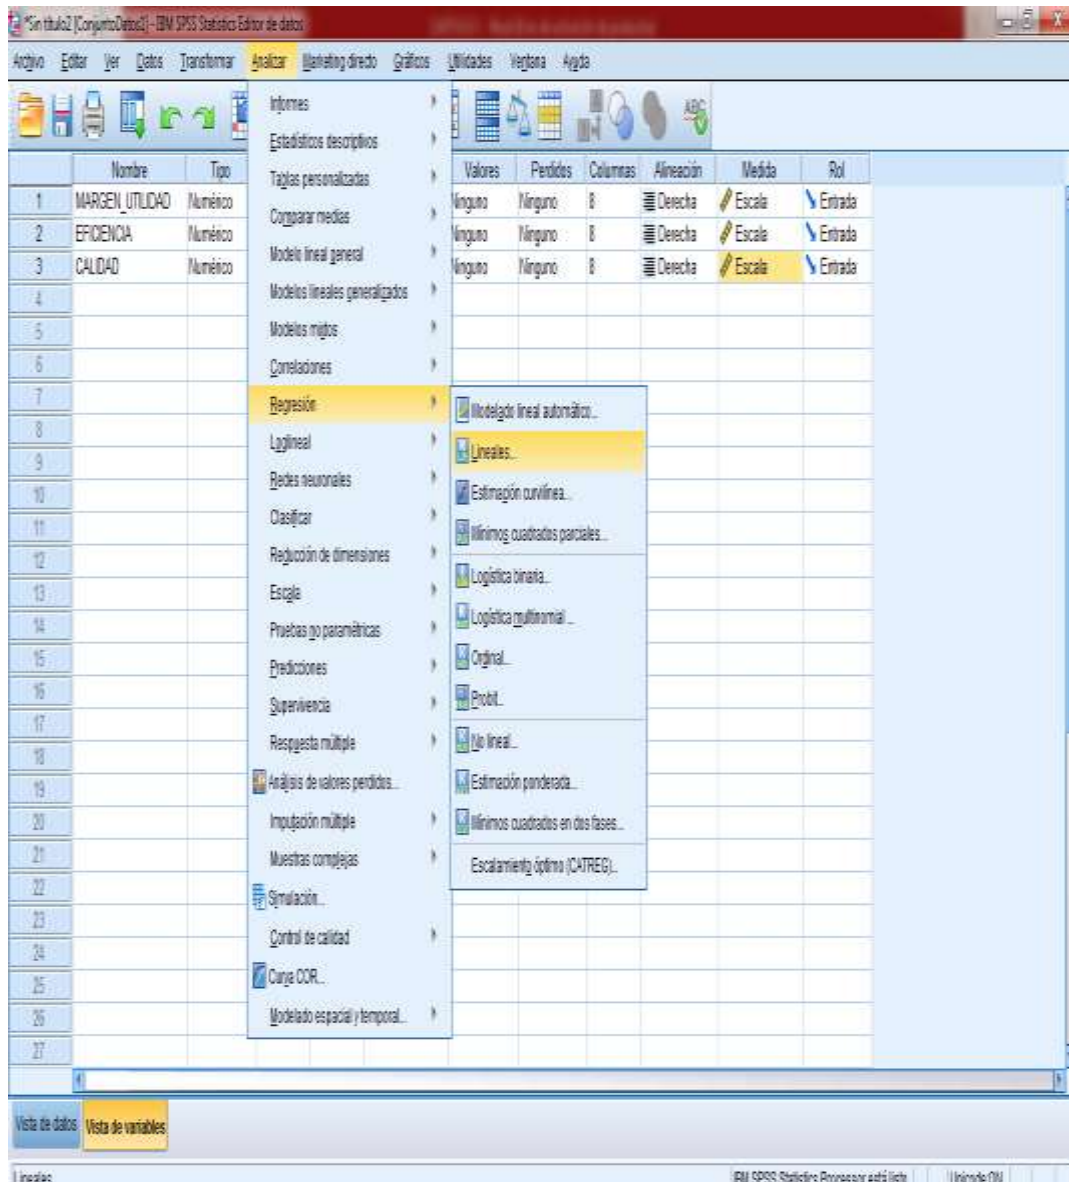 *Sin título2 [ConjuntoDatos2] - IBM SPSS Statistics Editor de datos
Archivo Editar Ver Datos Transformar Analizar Marketing directo Gráficos Utilidades Ventana Ayuda
Nombre Tipo Valores Perdidos Columnas Alineación Medida Rol
1 MARGEN_UTILIDAD Numérico Ninguno Ninguno 8 Derecha Escala Entrada
2 EFICIENCIA Numérico Ninguno Ninguno 8 Derecha Escala Entrada
3 CALIDAD Numérico Ninguno Ninguno 8 Derecha Escala Entrada
4
5
6
7
8
9
10
11
12
13
14
15
16
17
18
19
20
21
22
23
24
25
26
27
Informes
Estadísticos descriptivos
Tablas personalizadas
Comparar medias
Modelo lineal general
Modelos lineales generalizados
Modelos mixtos
Correlaciones
Regresión
Loglineal
Redes neuronales
Clasificar
Reducción de dimensiones
Escala
Pruebas no paramétricas
Predicciones
Supervivencia
Respuesta múltiple
Análisis de valores perdidos...
Imputación múltiple
Muestras complejas
Simulación...
Control de calidad
Curva COR...
Modelado espacial y temporal...
Modelado lineal automático...
Lineales...
Estimación curvilínea...
Mínimos cuadrados parciales...
Logística binaria...
Logística multinomial...
Ordinal...
Probit...
No lineal...
Estimación ponderada...
Mínimos cuadrados en dos fases...
Escalamiento óptimo (CATREG)...
Vista de datos Vista de variables
Lineales... IBM SPSS Statistics Processor está listo Unicode:ON